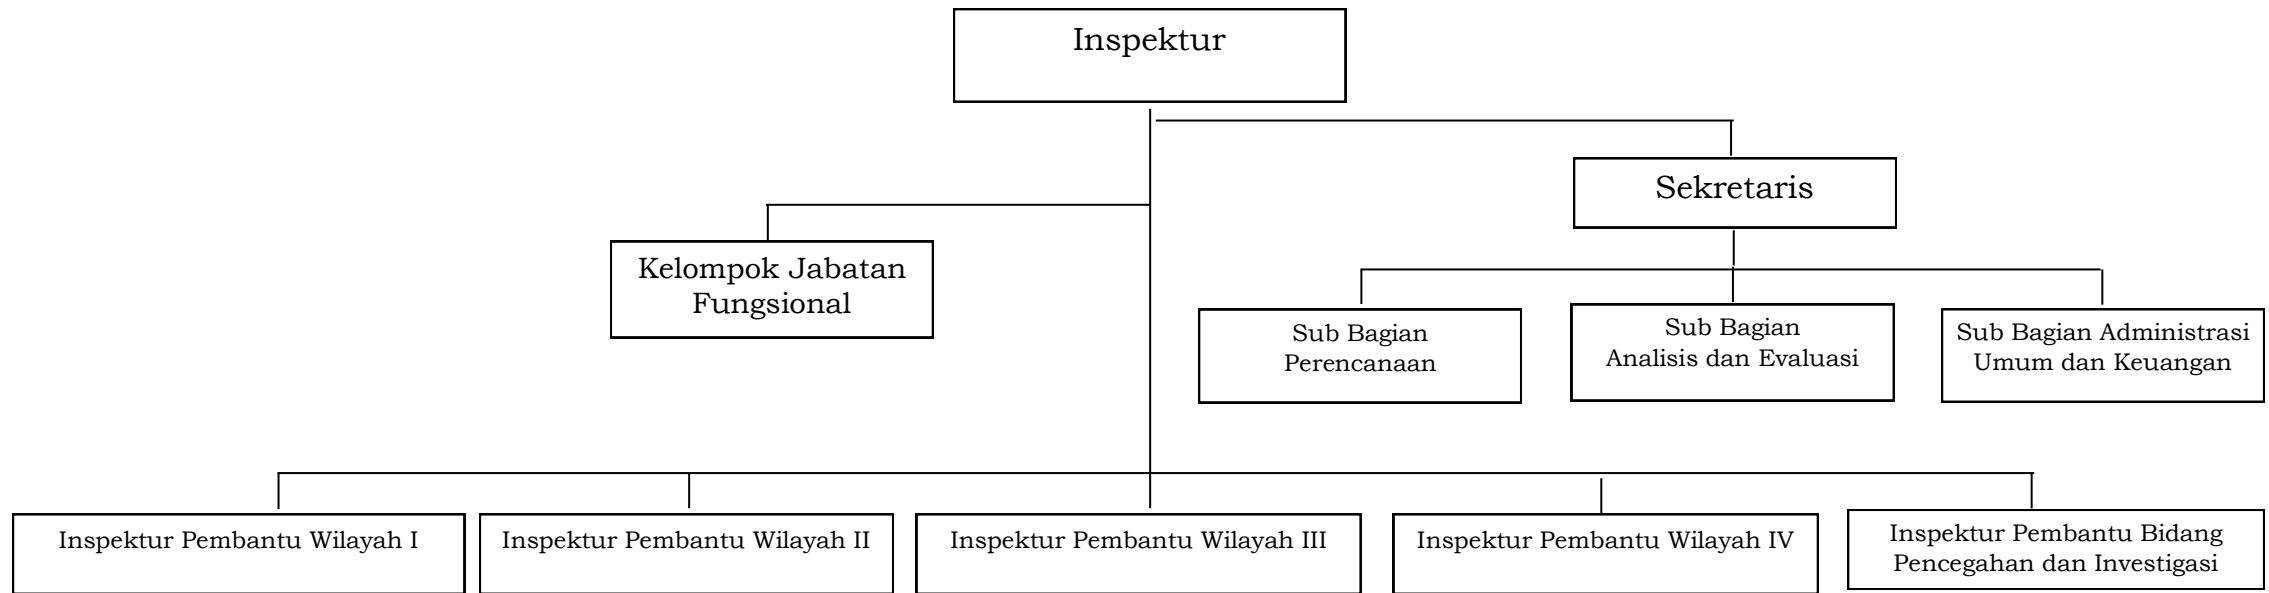 Inspektur
Sekretaris
Kelompok Jabatan
Fungsional
Sub Bagian
Perencanaan
Sub Bagian
Analisis dan Evaluasi
Sub Bagian Administrasi
Umum dan Keuangan
Inspektur Pembantu Wilayah I
Inspektur Pembantu Wilayah II
Inspektur Pembantu Wilayah III
Inspektur Pembantu Wilayah IV
Inspektur Pembantu Bidang
Pencegahan dan Investigasi